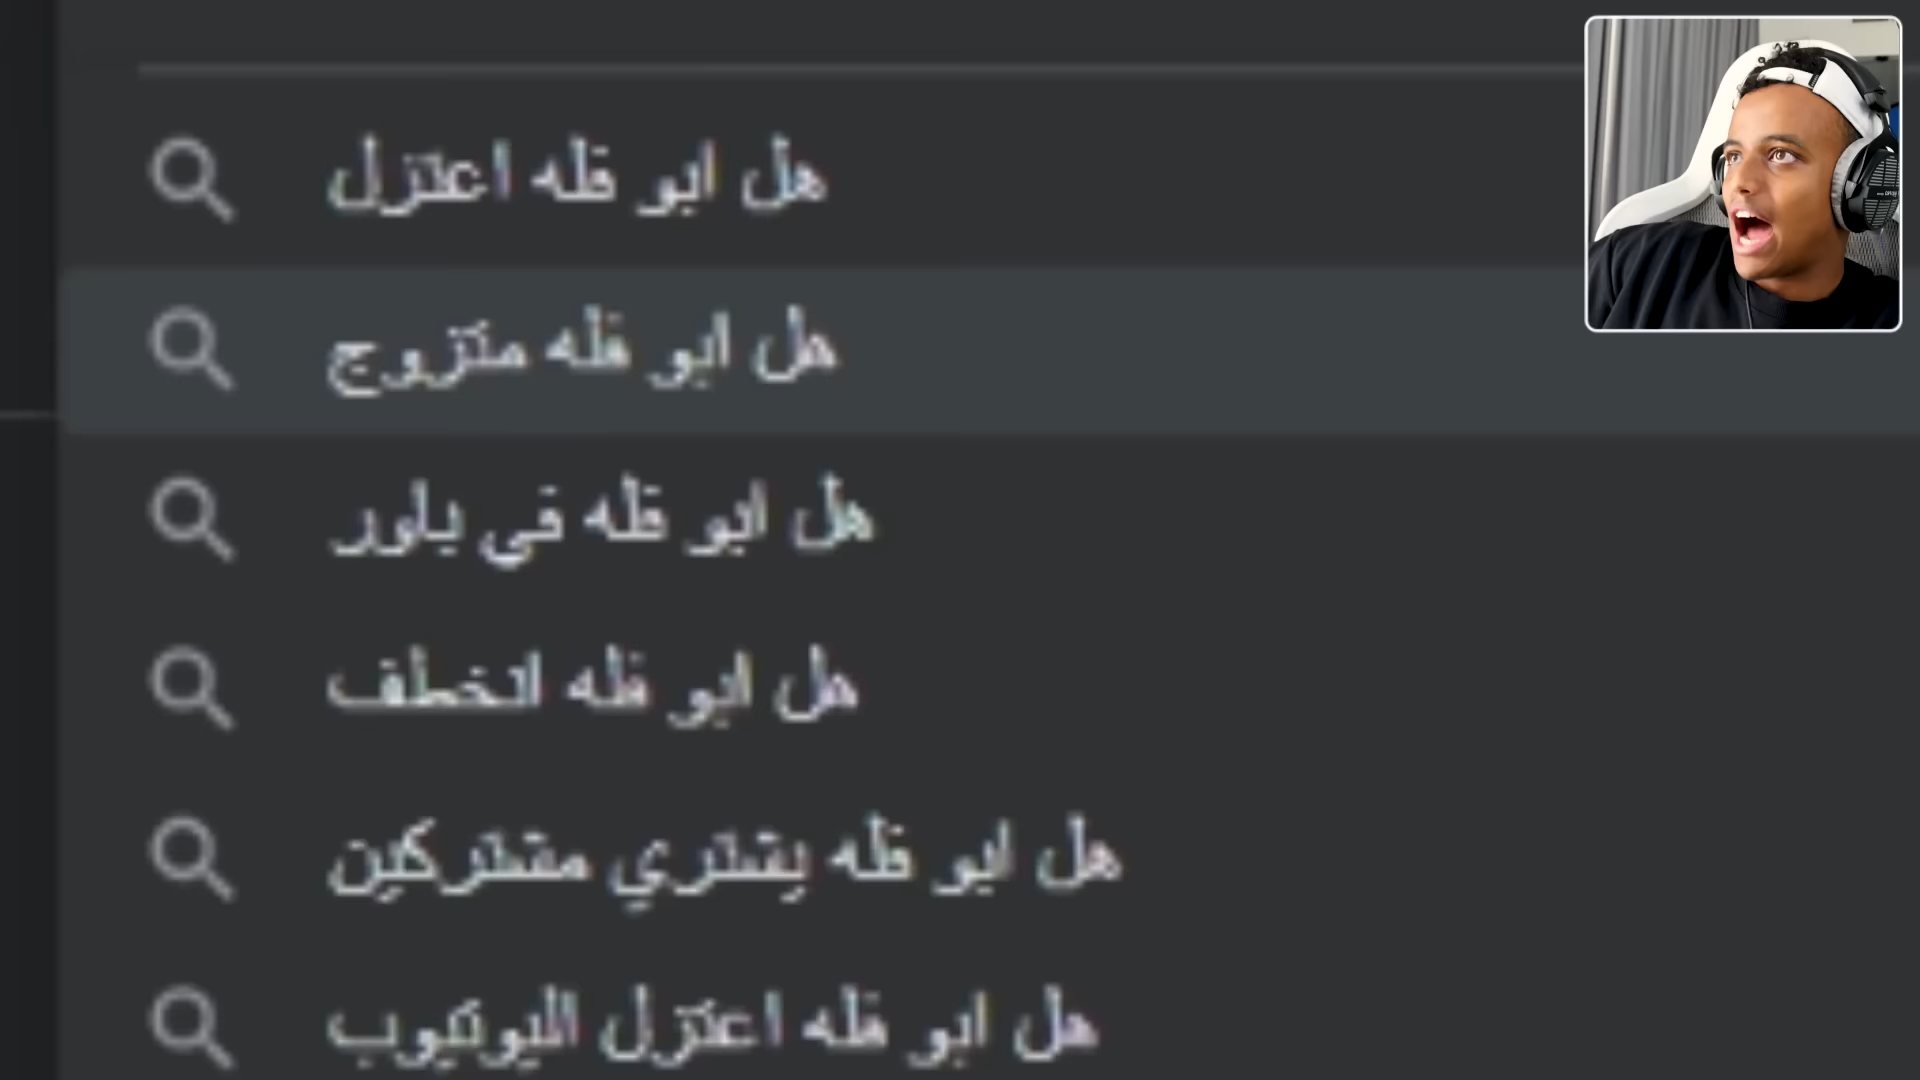 هل ابو فله اعتزل
هل ابو فله متزوج
هل ابو فله في باور
هل ابو فله انخطف
هل ابو فله يشتري مشتركين
هل ابو فله اعتزل اليوتيوب